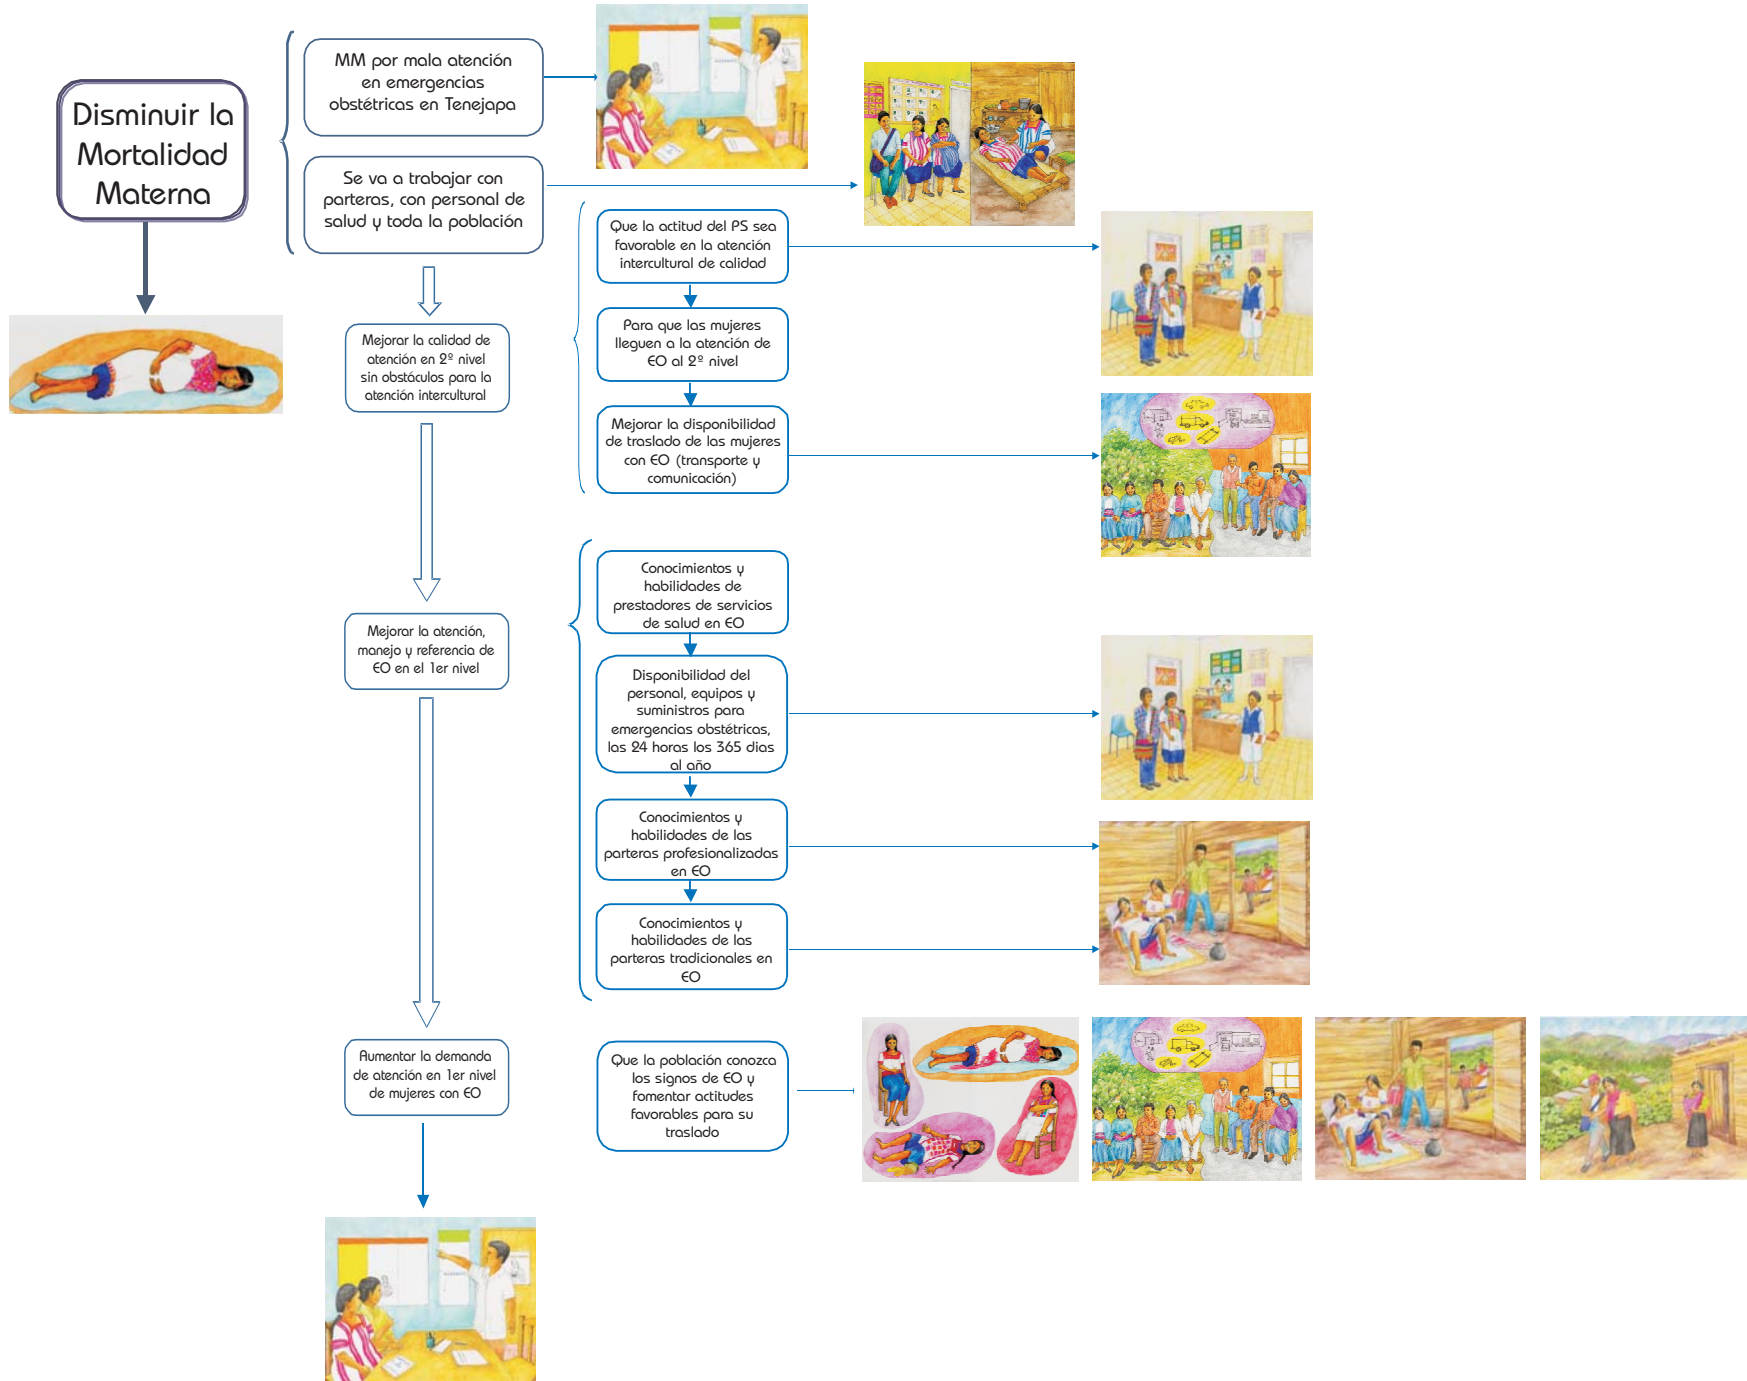 Disminuir la
Mortalidad
Materna
MM por mala atención
en emergencias
obstétricas en Tenejapa
Se va a trabajar con
parteras, con personal de
salud y toda la población
Que la actitud del PS sea
favorable en la atención
intercultural de calidad
Para que las mujeres
lleguen a la atención de
EO al 2º nivel
Mejorar la disponibilidad
de traslado de las mujeres
con EO (transporte y
comunicación)
Mejorar la calidad de
atención en 2º nivel
sin obstáculos para la
atención intercultural
Conocimientos y
habilidades de
prestadores de servicios
de salud en EO
Disponibilidad del
personal, equipos y
suministros para
emergencias obstétricas,
las 24 horas los 365 dias
al año
Conocimientos y
habilidades de las
parteras profesionalizadas
en EO
Conocimientos y
habilidades de las
parteras tradicionales en
EO
Mejorar la atención,
manejo y referencia de
EO en el 1er nivel
Aumentar la demanda
de atención en 1er nivel
de mujeres con EO
Que la población conozca
los signos de EO y
fomentar actitudes
favorables para su
traslado